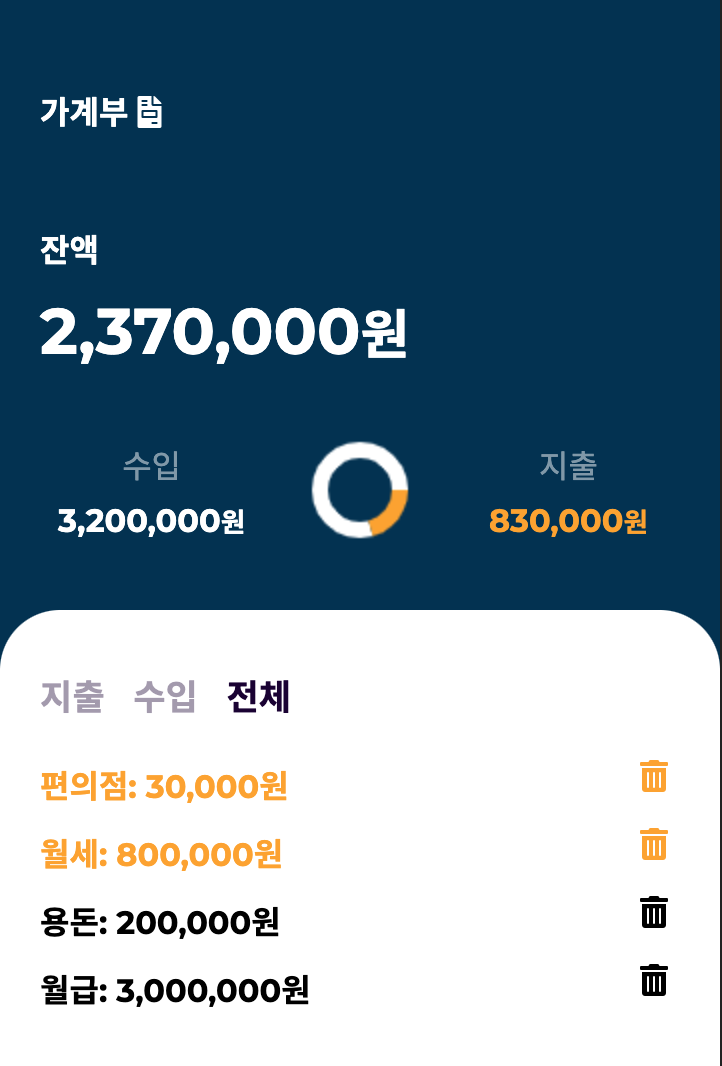 가계부
잔액
2,370,000원
수입 지출
3,200,000원 830,000원
지출 수입 전체
편의점: 30,000원
월세: 800,000원
용돈: 200,000원
월급: 3,000,000원